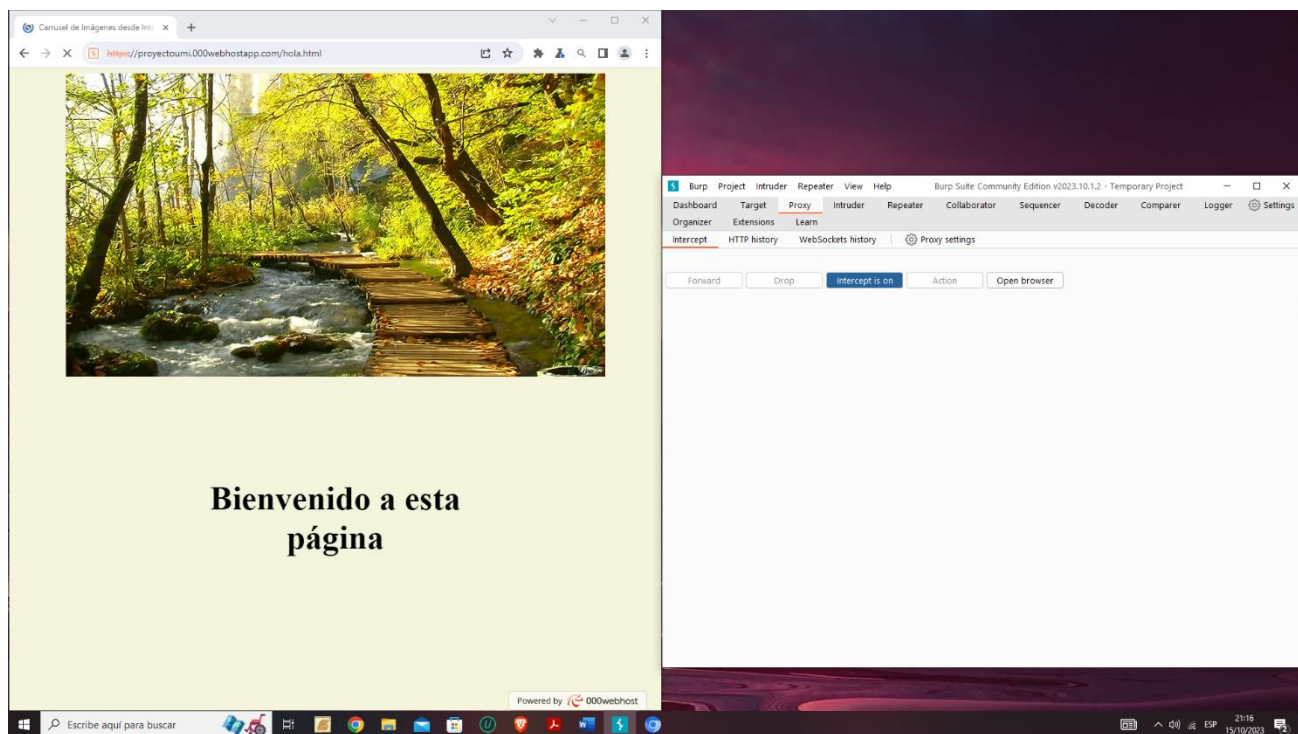 Carrusel de Imágenes desde Inte
https://proyectoumi.000webhostapp.com/hola.html
Bienvenido a esta
página
Powered by 000webhost
Burp Project Intruder Repeater View Help Burp Suite Community Edition v2023.10.1.2 - Temporary Project
Dashboard Target Proxy Intruder Repeater Collaborator Sequencer Decoder Comparer Logger Settings
Organizer Extensions Learn
Intercept HTTP history WebSockets history Proxy settings
Forward Drop Intercept is on Action Open browser
Escribe aquí para buscar
ESP
21:16
15/10/2023
2